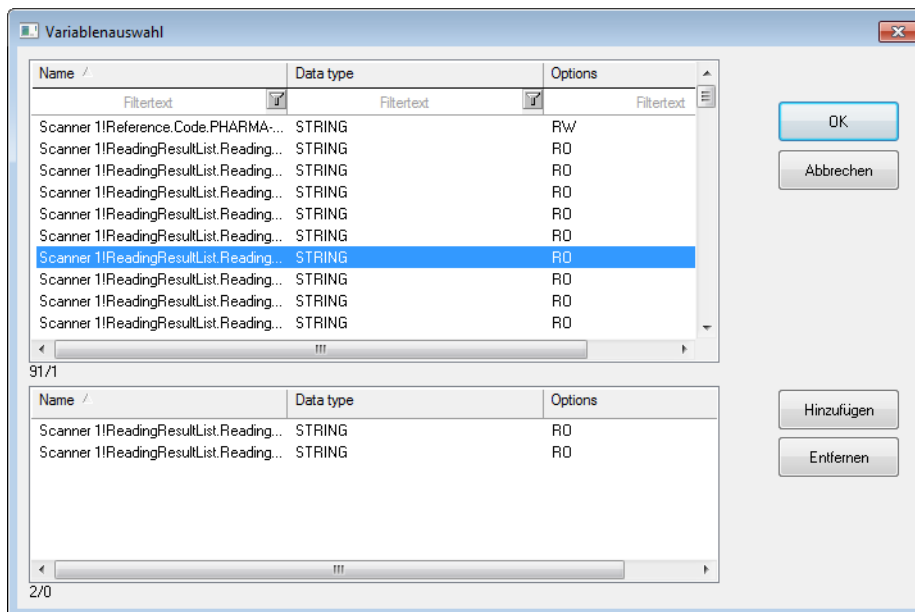 Variablenauswahl
Name Data type Options
Filtertext Filtertext Filtertext
Scanner 1!Reference.Code.PHARMA-... STRING RW
Scanner 1!ReadingResultList.Reading... STRING RO
Scanner 1!ReadingResultList.Reading... STRING RO
Scanner 1!ReadingResultList.Reading... STRING RO
Scanner 1!ReadingResultList.Reading... STRING RO
Scanner 1!ReadingResultList.Reading... STRING RO
Scanner 1!ReadingResultList.Reading... STRING RO
Scanner 1!ReadingResultList.Reading... STRING RO
Scanner 1!ReadingResultList.Reading... STRING RO
Scanner 1!ReadingResultList.Reading... STRING RO
91/1
OK
Abbrechen
Name Data type Options
Scanner 1!ReadingResultList.Reading... STRING RO
Scanner 1!ReadingResultList.Reading... STRING RO
2/0
Hinzufügen
Entfernen